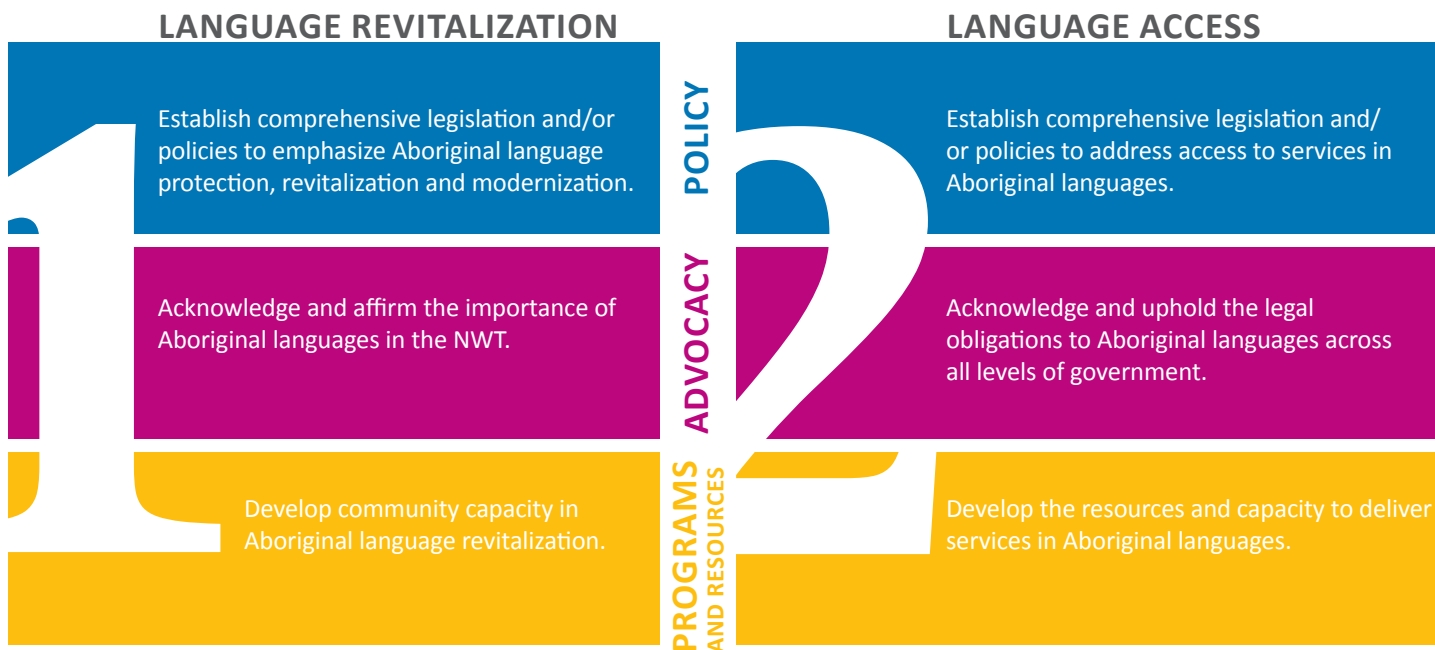 LANGUAGE REVITALIZATION
LANGUAGE ACCESS
1
Establish comprehensive legislation and/or
policies to emphasize Aboriginal language
protection, revitalization and modernization.
POLICY
2
Establish comprehensive legislation and/
or policies to address access to services in
Aboriginal languages.
Acknowledge and affirm the importance of
Aboriginal languages in the NWT.
ADVOCACY
Acknowledge and uphold the legal
obligations to Aboriginal languages across
all levels of government.
Develop community capacity in
Aboriginal language revitalization.
PROGRAMS
AND RESOURCES
Develop the resources and capacity to deliver
services in Aboriginal languages.